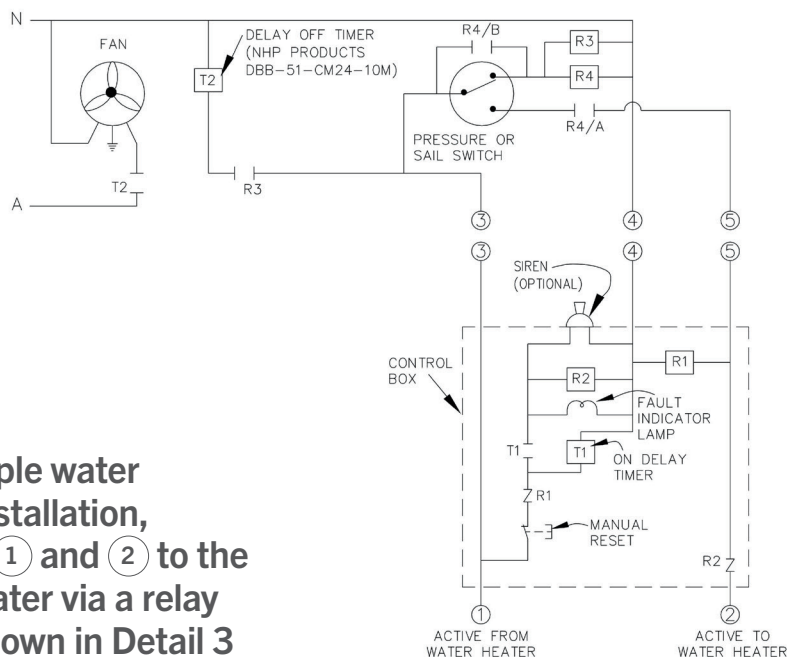 N
FAN
DELAY OFF TIMER
(NHP PRODUCTS
DBB-51-CM24-10M)
T2
R4/B
R3
R4
R4/A
PRESSURE OR
SAIL SWITCH
T2
R3
A
3
4
5
3
4
5
SIREN
(OPTIONAL)
CONTROL
BOX
R1
R2
FAULT
INDICATOR
LAMP
T1
T1
ON DELAY
TIMER
R1
MANUAL
RESET
R2
1
ACTIVE FROM
WATER HEATER
2
ACTIVE TO
WATER HEATER
ple water
stallation,
1 and 2 to the
ater via a relay
own in Detail 3